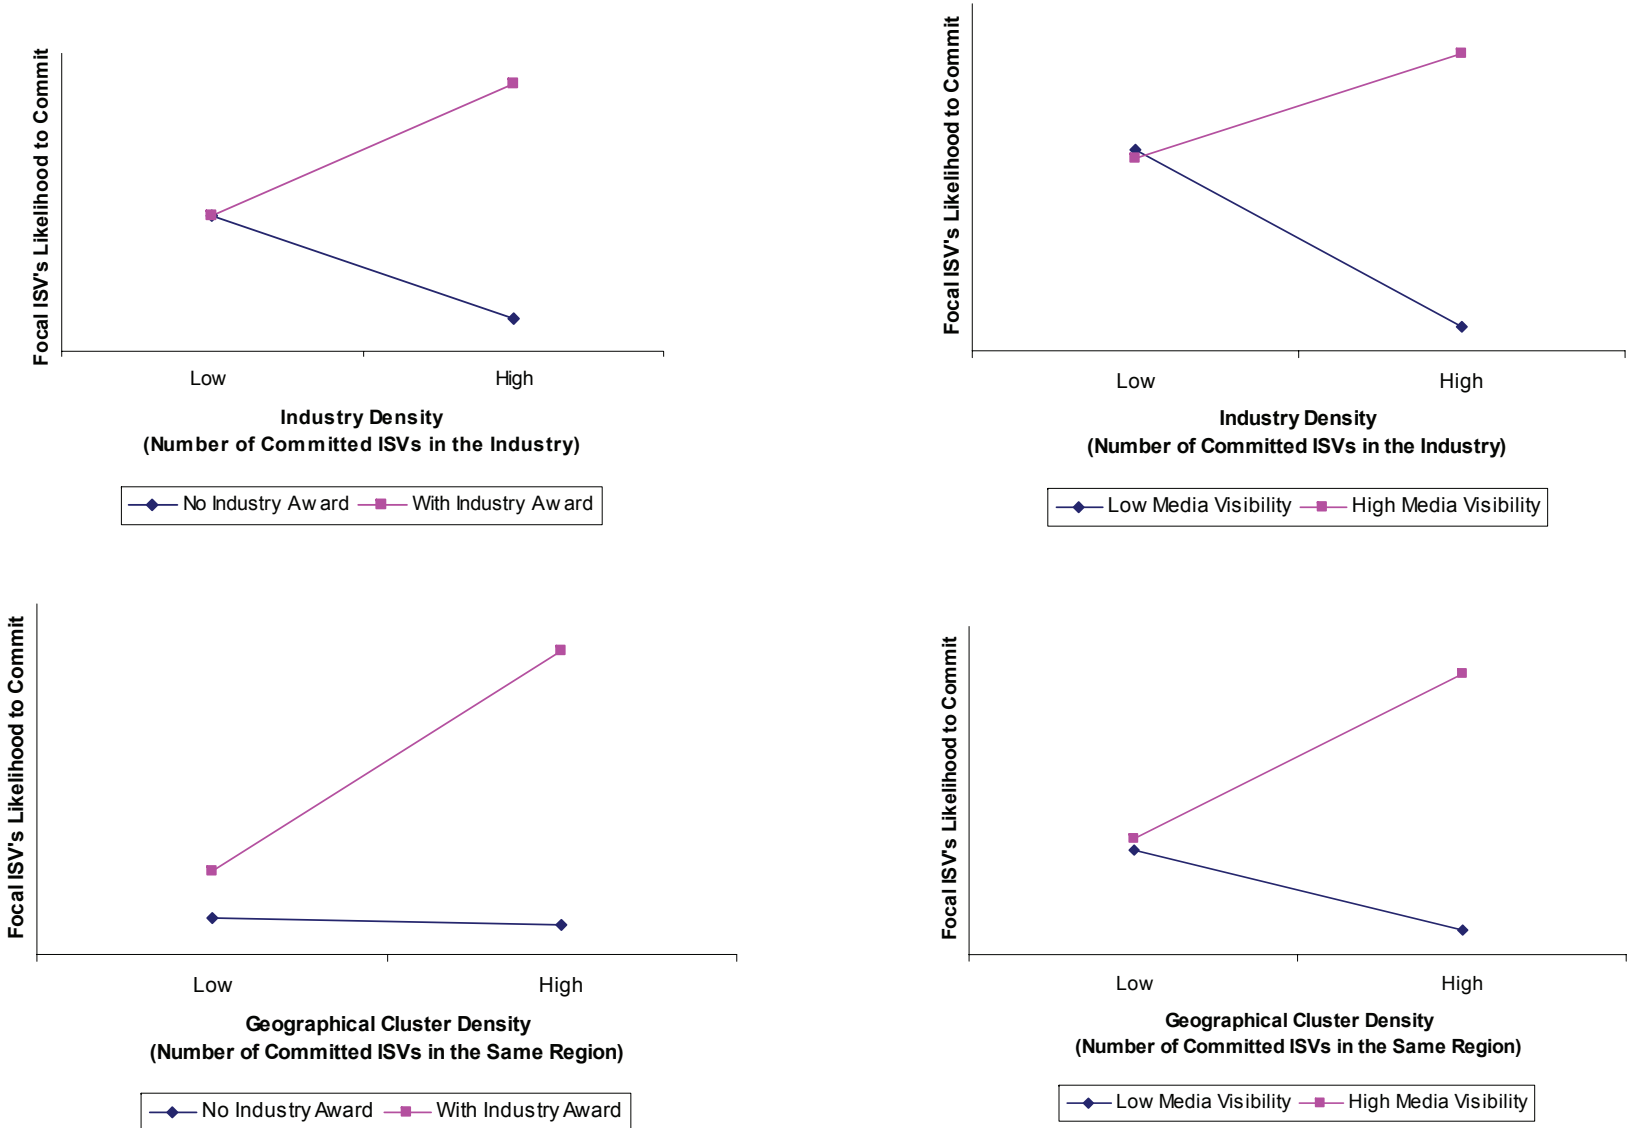 Focal ISV's Likelihood to Commit
Low High
Industry Density
(Number of Committed ISVs in the Industry)
No Industry Award With Industry Award
Focal ISV's Likelihood to Commit
Low High
Industry Density
(Number of Committed ISVs in the Industry)
Low Media Visibility High Media Visibility
Focal ISV's Likelihood to Commit
Low High
Geographical Cluster Density
(Number of Committed ISVs in the Same Region)
No Industry Award With Industry Award
Focal ISV's Likelihood to Commit
Low High
Geographical Cluster Density
(Number of Committed ISVs in the Same Region)
Low Media Visibility High Media Visibility